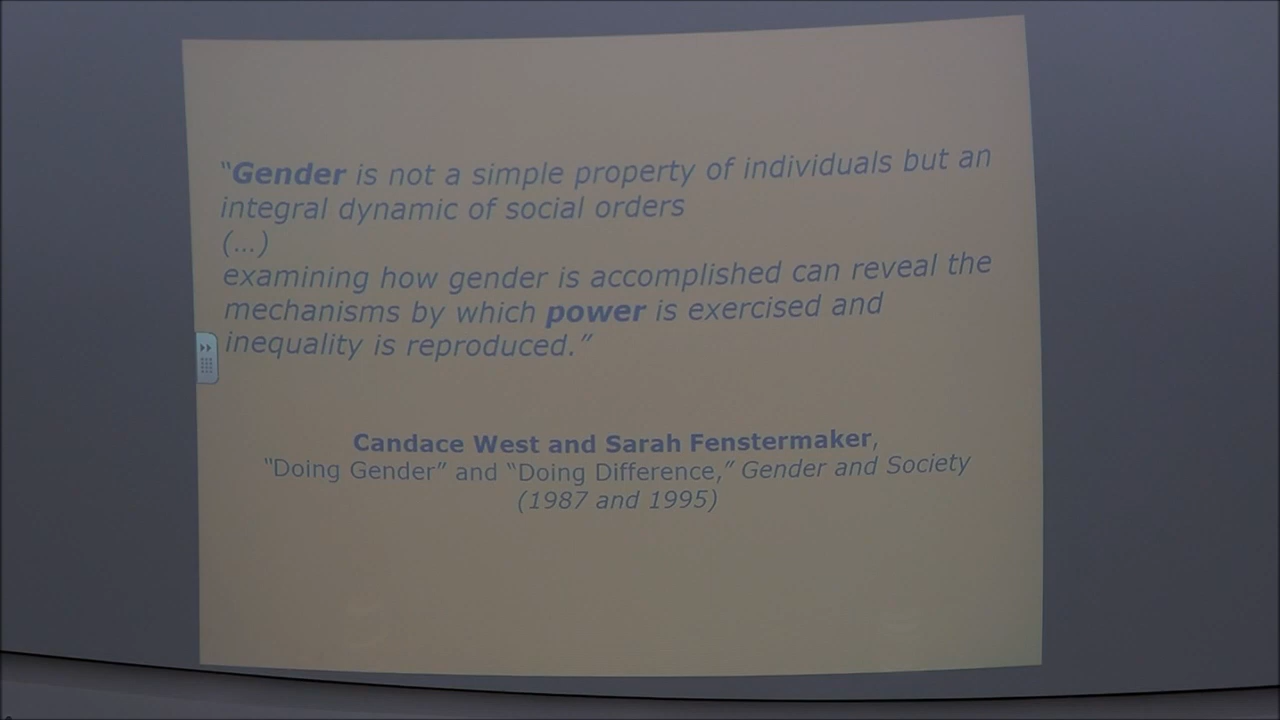 “Gender is not a simple property of individuals but an
integral dynamic of social orders
(...)
examining how gender is accomplished can reveal the
mechanisms by which power is exercised and
inequality is reproduced.”
Candace West and Sarah Fenstermaker,
“Doing Gender” and “Doing Difference,” Gender and Society
(1987 and 1995)